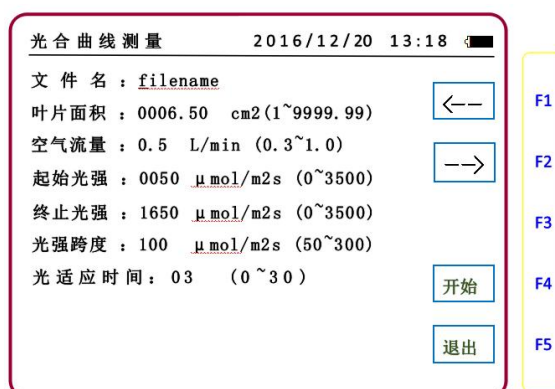 光合曲线测量 2016/12/20 13:18
文 件 名 ：filename
叶片面积 ：0006.50 cm2(1~9999.99)
<-- F1
空气流量 ：0.5 L/min (0.3~1.0)
--> F2
起始光强 ：0050 μmol/m2s (0~3500)
终止光强 ：1650 μmol/m2s (0~3500)
F3
光强跨度 ：100 μmol/m2s (50~300)
光适应时间：03 (0~30)
开始 F4
退出 F5